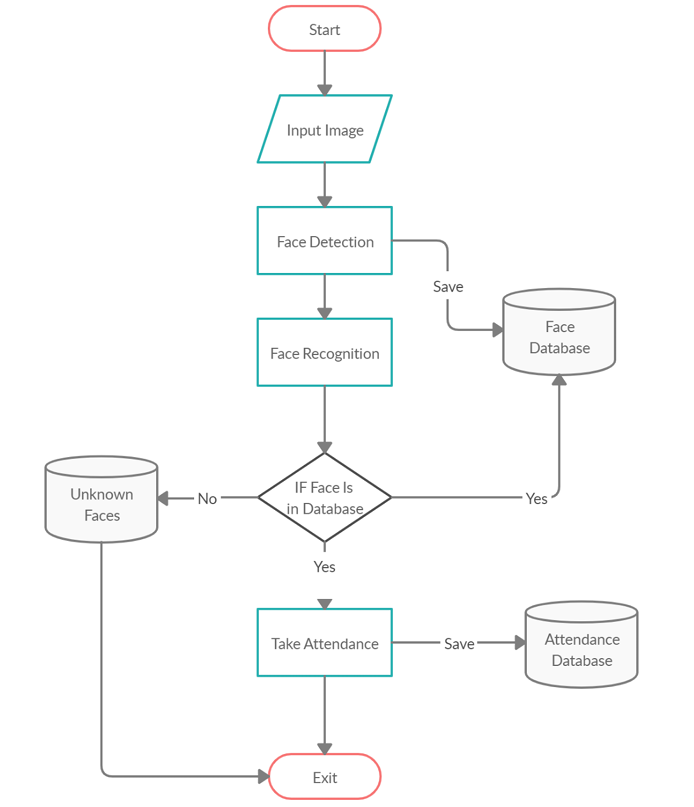 Start
Input Image
Face Detection
Save
Face
Database
Face Recognition
IF Face Is
in Database
No
Unknown
Faces
Yes
Yes
Take Attendance
Save
Attendance
Database
Exit